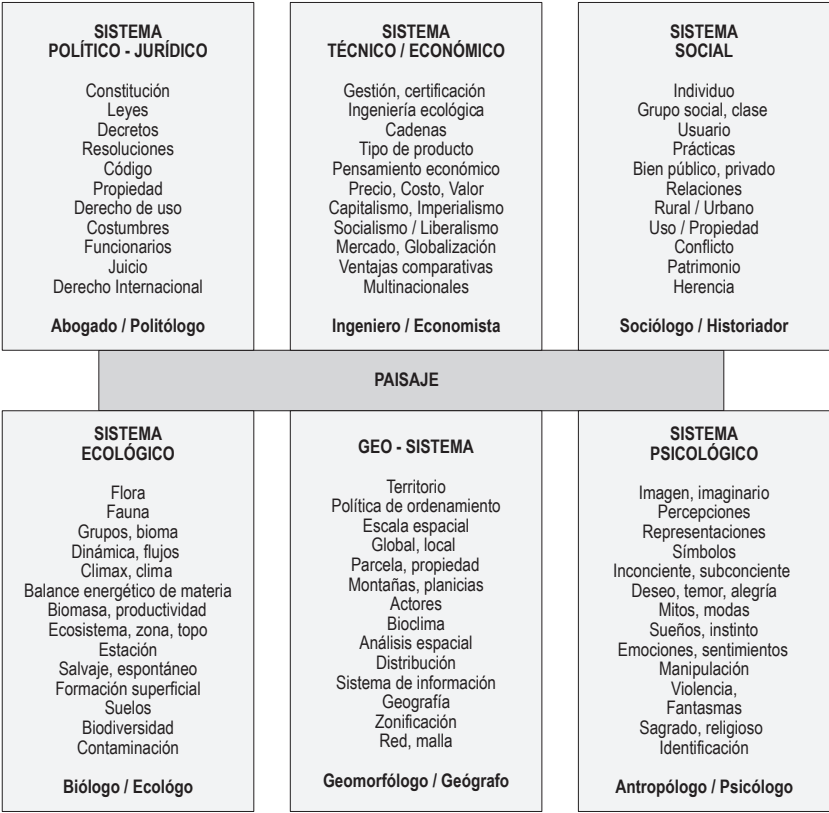 SISTEMA
POLÍTICO - JURÍDICO
Constitución
Leyes
Decretos
Resoluciones
Código
Propiedad
Derecho de uso
Costumbres
Funcionarios
Juicio
Derecho Internacional
Abogado / Politólogo
SISTEMA
TÉCNICO / ECONÓMICO
Gestión, certificación
Ingeniería ecológica
Cadenas
Tipo de producto
Pensamiento económico
Precio, Costo, Valor
Capitalismo, Imperialismo
Socialismo / Liberalismo
Mercado, Globalización
Ventajas comparativas
Multinacionales
Ingeniero / Economista
SISTEMA
SOCIAL
Individuo
Grupo social, clase
Usuario
Prácticas
Bien público, privado
Relaciones
Rural / Urbano
Uso / Propiedad
Conflicto
Patrimonio
Herencia
Sociólogo / Historiador
PAISAJE
SISTEMA
ECOLÓGICO
Flora
Fauna
Grupos, bioma
Dinámica, flujos
Climax, clima
Balance energético de materia
Biomasa, productividad
Ecosistema, zona, topo
Estación
Salvaje, espontáneo
Formación superficial
Suelos
Biodiversidad
Contaminación
Biólogo / Ecológo
GEO - SISTEMA
Territorio
Política de ordenamiento
Escala espacial
Global, local
Parcela, propiedad
Montañas, planicias
Actores
Bioclima
Análisis espacial
Distribución
Sistema de información
Geografía
Zonificación
Red, malla
Geomorfólogo / Geógrafo
SISTEMA
PSICOLÓGICO
Imagen, imaginario
Percepciones
Representaciones
Símbolos
Inconciente, subconciente
Deseo, temor, alegría
Mitos, modas
Sueños, instinto
Emociones, sentimientos
Manipulación
Violencia,
Fantasmas
Sagrado, religioso
Identificación
Antropólogo / Psicólogo